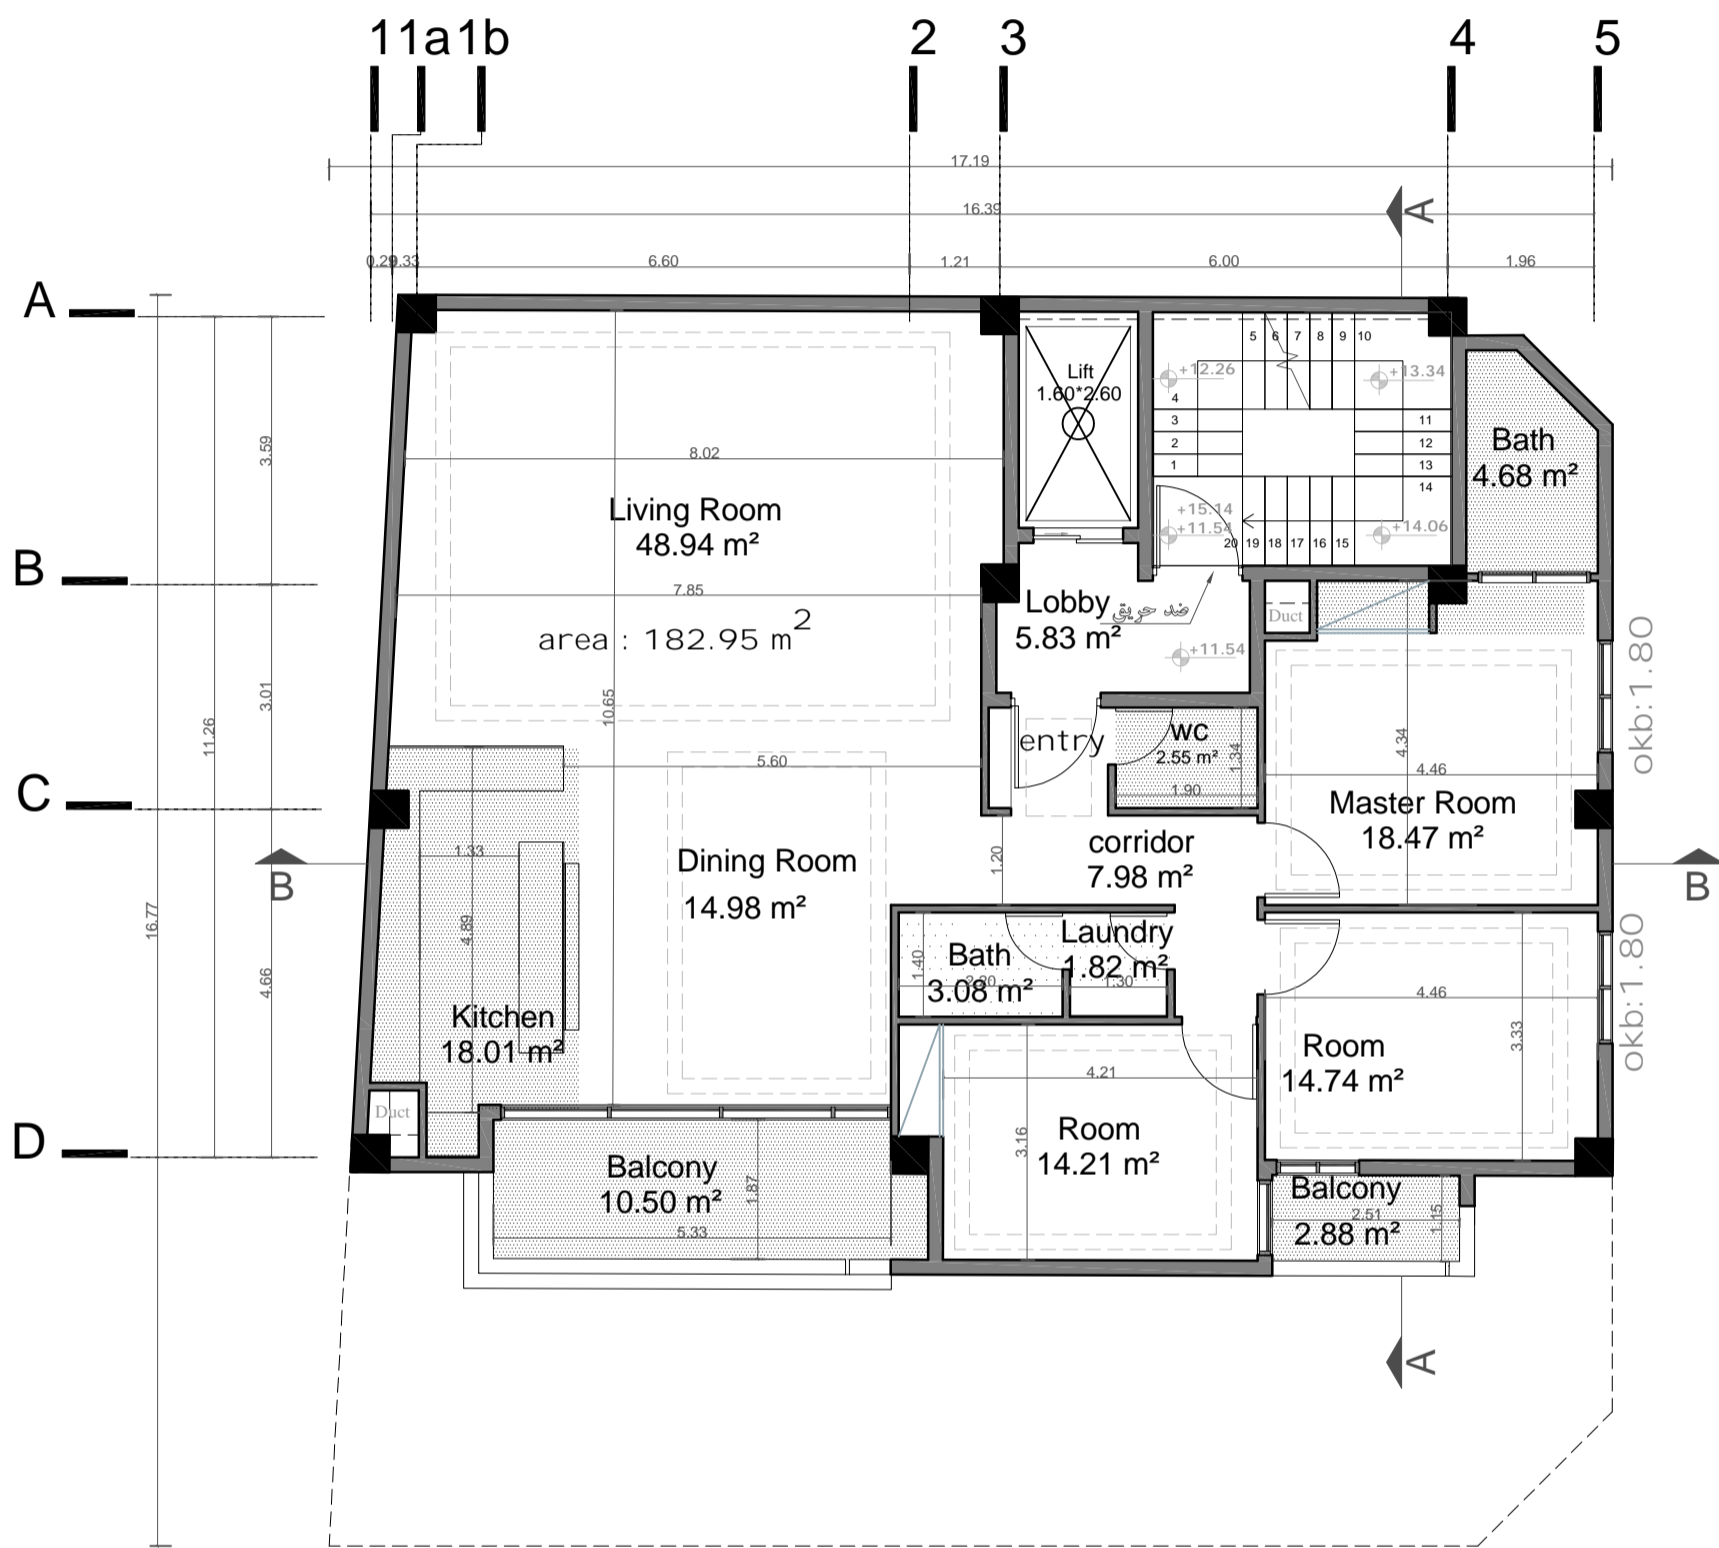 1 1a 1b 2 3 4 5
17.19
16.39
0.29 0.33 6.60 1.21 6.00 1.96
A
A
B
C
D
3.59
3.01
4.66
11.26
16.77
Lift
1.60*2.60
5 6 7 8 9 10
+12.26
+13.34
4
3
2
1
11
12
13
14
+15.14
+11.54
+14.06
20 19 18 17 16 15
Bath
4.68 m²
8.02
Living Room
48.94 m²
7.85
area : 182.95 m²
10.65
Lobby
5.83 m²
ضد حریق
+11.54
Duct
okb:1.80
entry
wc
2.55 m²
1.34
1.90
4.34
4.46
Master Room
18.47 m²
5.60
Dining Room
14.98 m²
1.33
4.89
Kitchen
18.01 m²
1.20
corridor
7.98 m²
B
B
Bath
3.08 m²
1.40
2.20
Laundry
1.82 m²
1.30
4.46
3.33
Room
14.74 m²
okb:1.80
4.21
3.16
Room
14.21 m²
Duct
Balcony
10.50 m²
1.87
5.33
Balcony
2.51
2.88 m²
1.15
A